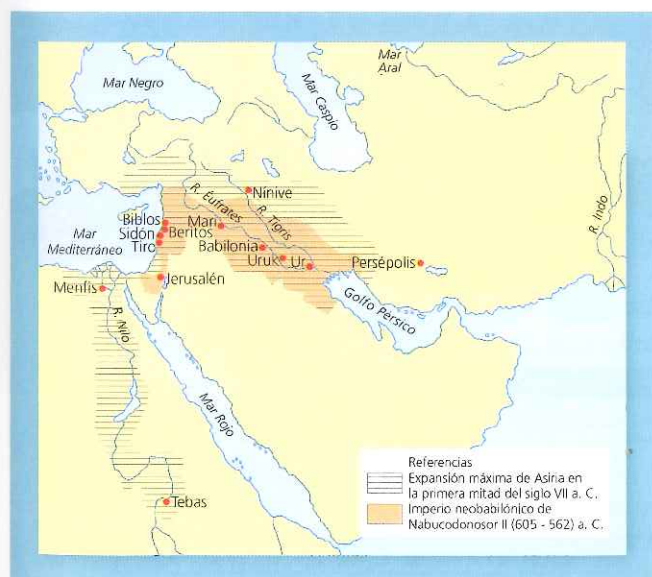 Mar Negro
Mar
Aral
Mar Caspio
R. Indo
Nínive
R. Éufrates
R. Tigris
Biblos
Sidón
Tiro
Beritos
Mari
Mar
Mediterráneo
Babilonia
Uruk
Ur
Persépolis
Jerusalén
Menfis
Golfo Pérsico
R. Nilo
Mar Rojo
Tebas
Referencias
Expansión máxima de Asiria en
la primera mitad del siglo VII a. C.
Imperio neobabilónico de
Nabucodonosor II (605 - 562) a. C.